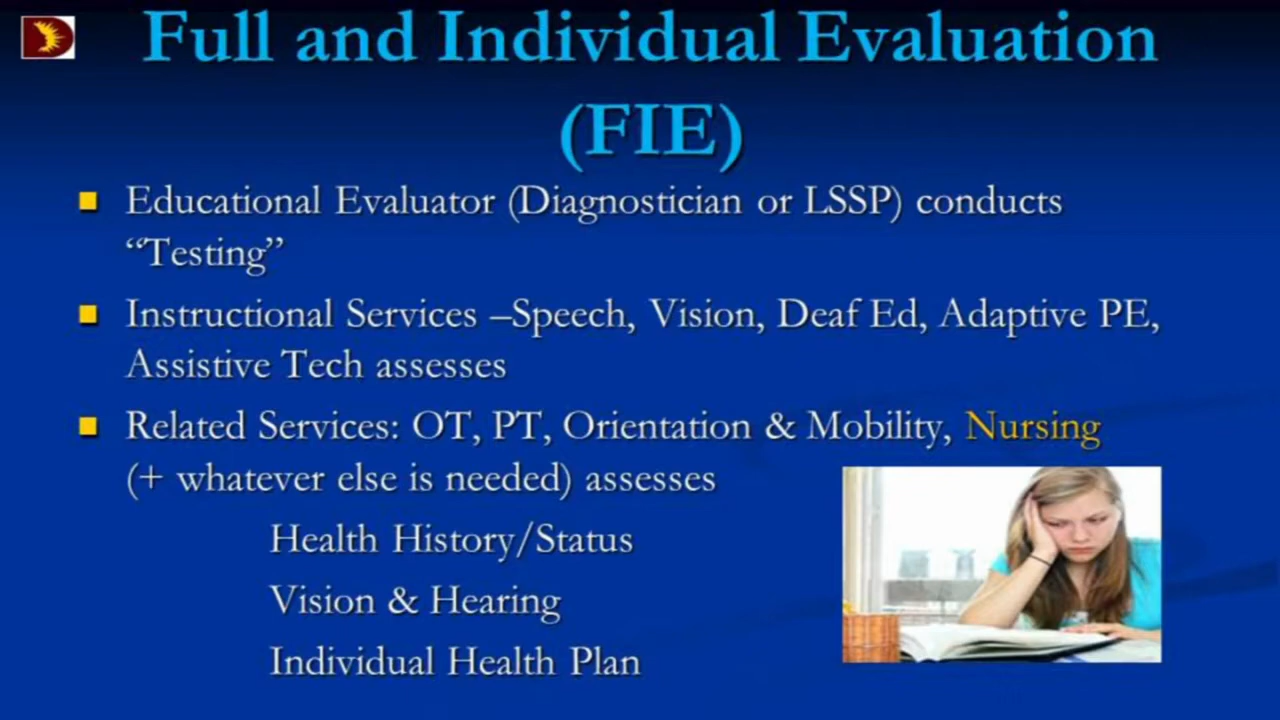 Full and Individual Evaluation
(FIE)
Educational Evaluator (Diagnostician or LSSP) conducts
“Testing”
Instructional Services –Speech, Vision, Deaf Ed, Adaptive PE,
Assistive Tech assesses
Related Services: OT, PT, Orientation & Mobility, Nursing
(+ whatever else is needed) assesses
Health History/Status
Vision & Hearing
Individual Health Plan